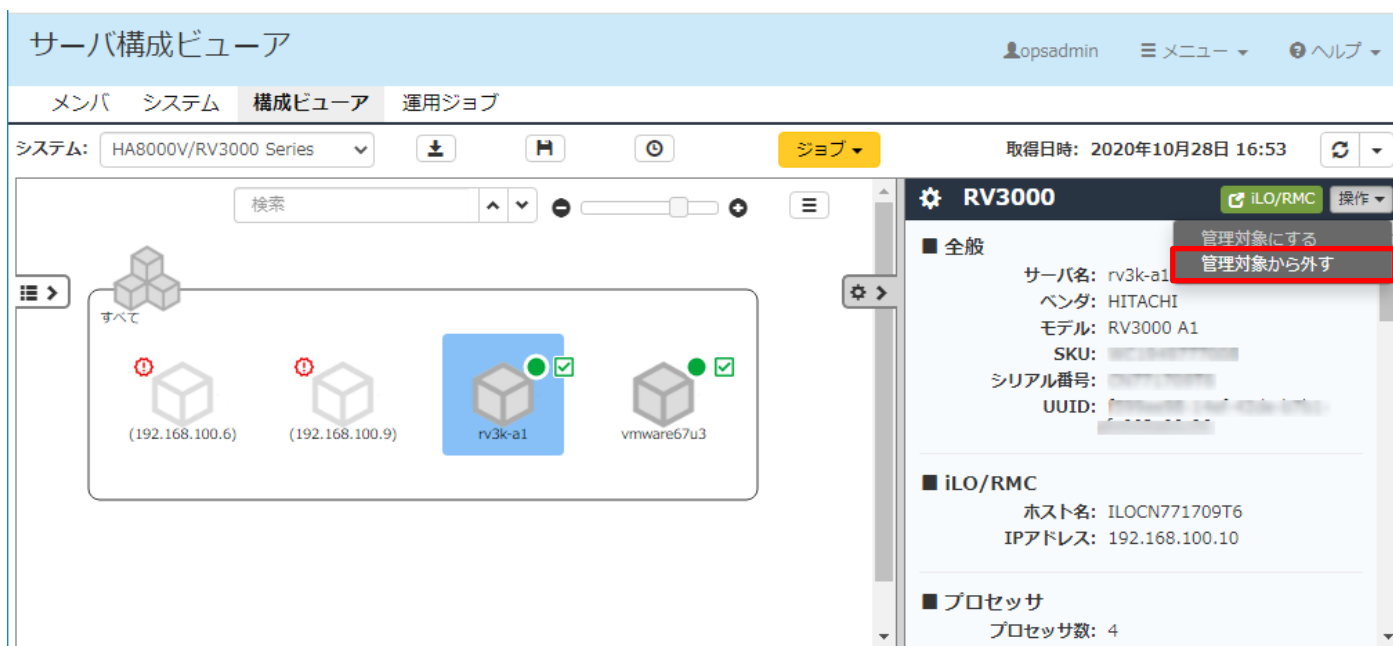 サーバ構成ビューア
opsadmin メニュー ヘルプ
メンバ システム 構成ビューア 運用ジョブ
システム: HA8000V/RV3000 Series ジョブ 取得日時: 2020年10月28日 16:53
検索
すべて
(192.168.100.6) (192.168.100.9) rv3k-a1 vmware67u3
RV3000 iLO/RMC 操作
管理対象にする
管理対象から外す
全般
サーバ名: rv3k-a1
ベンダ: HITACHI
モデル: RV3000 A1
SKU:
シリアル番号:
UUID:
iLO/RMC
ホスト名: ILOCN771709T6
IPアドレス: 192.168.100.10
プロセッサ
プロセッサ数: 4